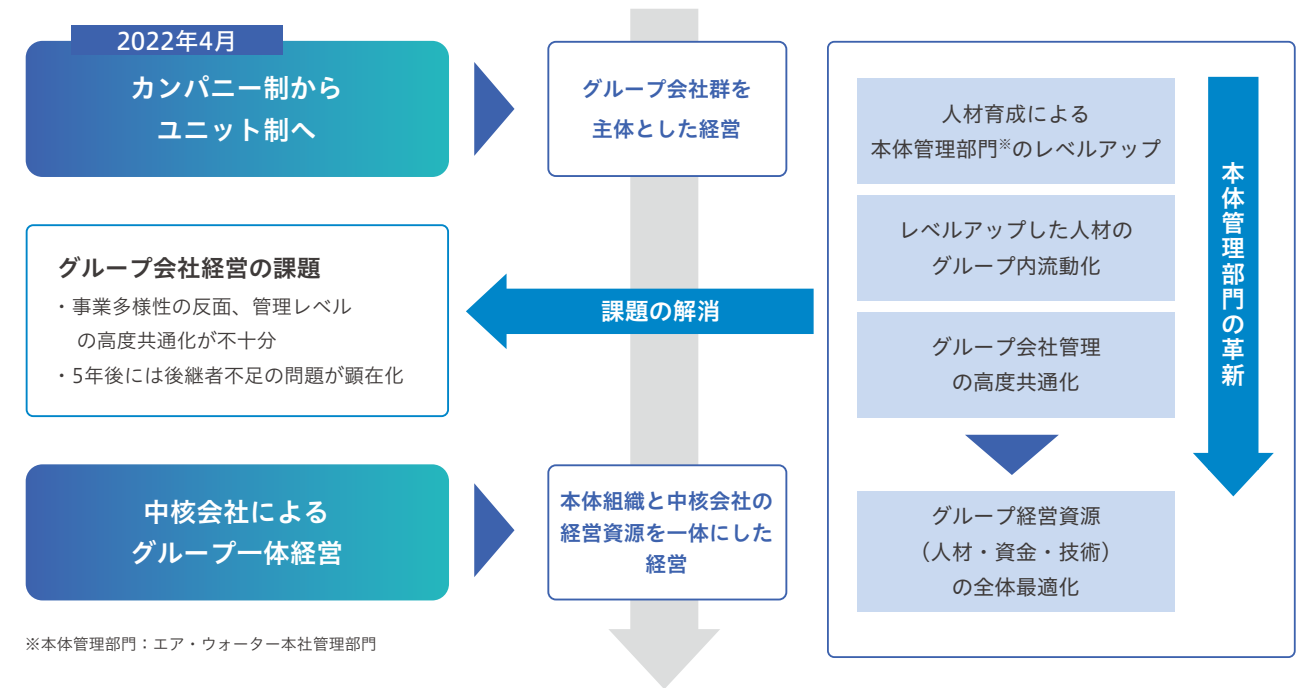 2022年4月
カンパニー制から
ユニット制へ
グループ会社群を
主体とした経営
グループ会社経営の課題
・事業多様性の反面、管理レベル
の高度共通化が不十分
・5年後には後継者不足の問題が顕在化
課題の解消
中核会社による
グループ一体経営
本体組織と中核会社の
経営資源を一体にした
経営
人材育成による
本体管理部門※のレベルアップ
レベルアップした人材の
グループ内流動化
グループ会社管理
の高度共通化
グループ経営資源
（人材・資金・技術）
の全体最適化
本体管理部門の革新
※本体管理部門：エア・ウォーター本社管理部門